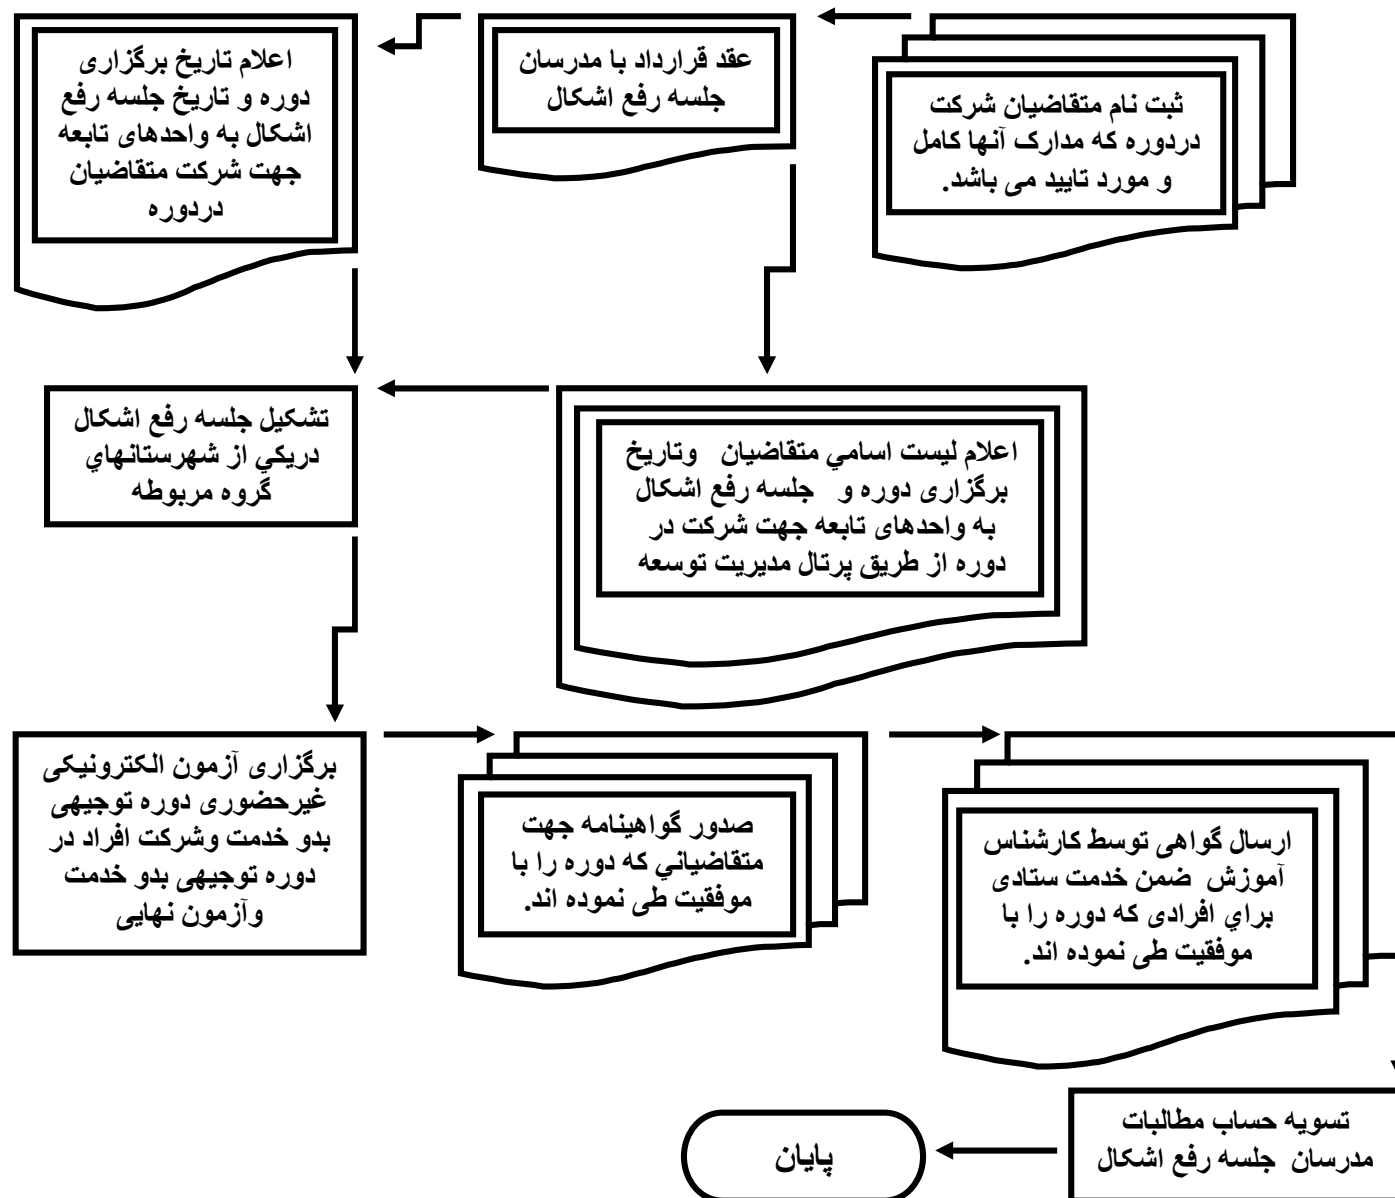 ثبت نام متقاضیان شرکت
دردوره که مدارک آنها کامل
و مورد تایید می باشد.
عقد قرارداد با مدرسان
جلسه رفع اشکال
اعلام تاریخ برگزاری
دوره و تاریخ جلسه رفع
اشکال به واحدهای تابعه
جهت شرکت متقاضیان
دردوره
اعلام لیست اسامي متقاضیان وتاریخ
برگزاری دوره و جلسه رفع اشکال
به واحدهای تابعه جهت شرکت در
دوره از طریق پرتال مدیریت توسعه
تشکیل جلسه رفع اشکال
دریکي از شهرستانهاي
گروه مربوطه
برگزاری آزمون الکترونیکی
غیرحضوری دوره توجیهی
بدو خدمت وشرکت افراد در
دوره توجیهی بدو خدمت
وآزمون نهایی
صدور گواهینامه جهت
متقاضیاني که دوره را با
موفقیت طی نموده اند.
ارسال گواهی توسط کارشناس
آموزش ضمن خدمت ستادی
براي افرادی که دوره را با
موفقیت طی نموده اند.
تسویه حساب مطالبات
مدرسان جلسه رفع اشکال
پایان